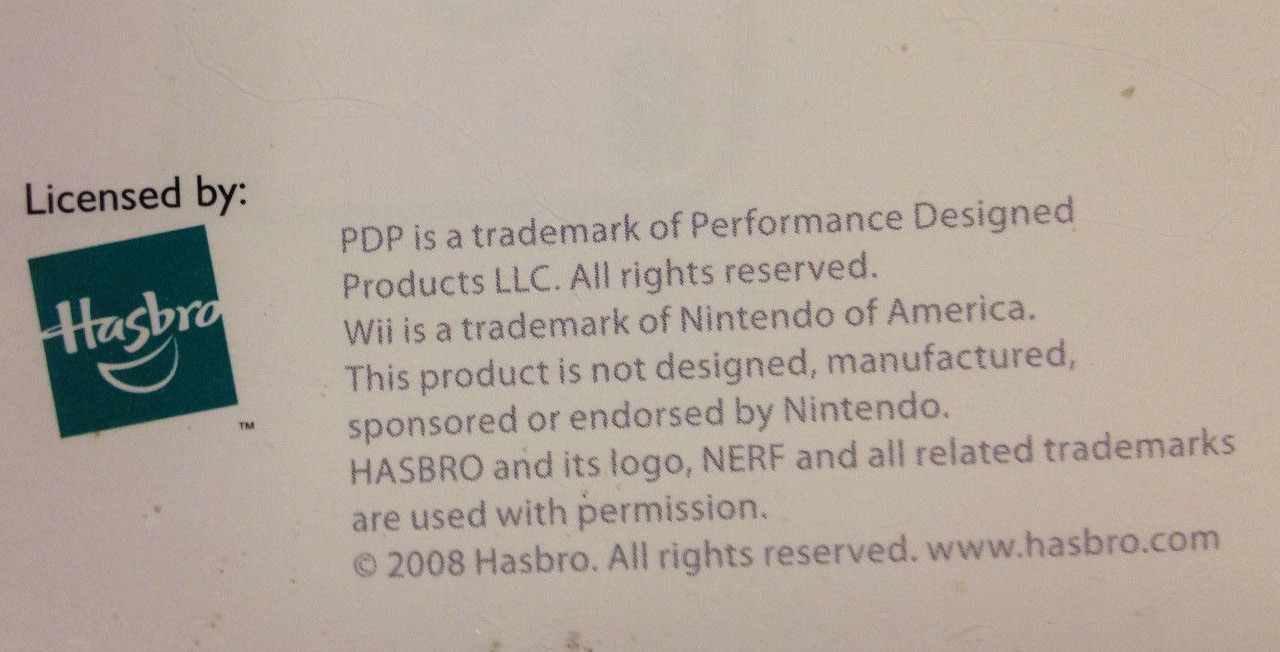 Licensed by:
Hasbro
™
PDP is a trademark of Performance Designed
Products LLC. All rights reserved.
Wii is a trademark of Nintendo of America.
This product is not designed, manufactured,
sponsored or endorsed by Nintendo.
HASBRO and its logo, NERF and all related trademarks
are used with permission.
© 2008 Hasbro. All rights reserved. www.hasbro.com